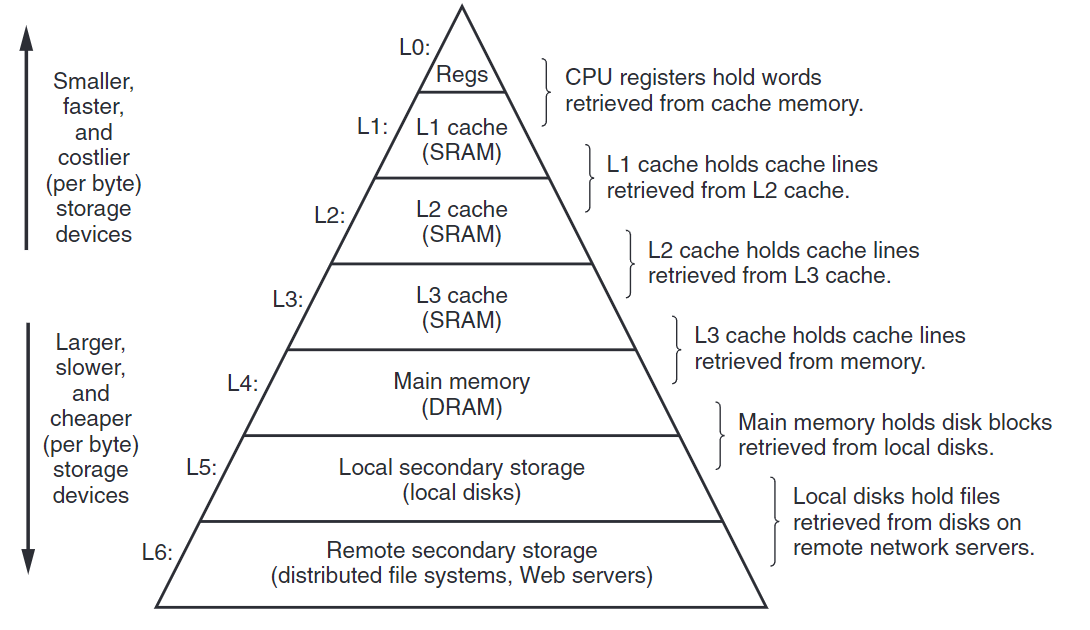 Smaller,
faster,
and
costlier
(per byte)
storage
devices
Larger,
slower,
and
cheaper
(per byte)
storage
devices
L0:
Regs
CPU registers hold words
retrieved from cache memory.
L1:
L1 cache
(SRAM)
L1 cache holds cache lines
retrieved from L2 cache.
L2:
L2 cache
(SRAM)
L2 cache holds cache lines
retrieved from L3 cache.
L3:
L3 cache
(SRAM)
L3 cache holds cache lines
retrieved from memory.
L4:
Main memory
(DRAM)
Main memory holds disk blocks
retrieved from local disks.
L5:
Local secondary storage
(local disks)
Local disks hold files
retrieved from disks on
remote network servers.
L6:
Remote secondary storage
(distributed file systems, Web servers)